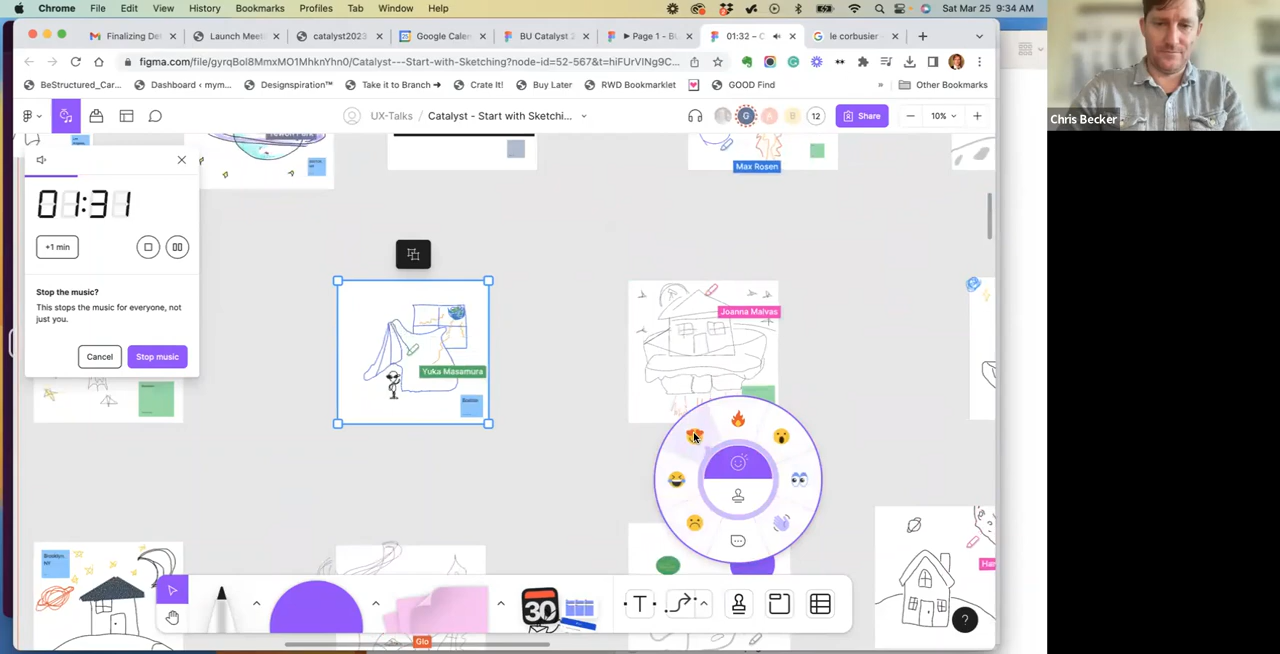 Chrome File Edit View History Bookmarks Profiles Tab Window Help Sat Mar 25 9:34 AM
Finalizing De Launch Meet catalyst2023 Google Calen BU Catalyst 2 Page 1 – BU 01:32 – C le corbusier
figma.com/file/gyrqBol8MmxMO1MhknYhn0/Catalyst---Start-with-Sketching?node-id=52-567&t=hiFUrVINg9C...
BeStructured_Car... Dashboard < mym... Designspiration™ Take it to Branch → Crate It! Buy Later RWD Bookmarklet GOOD Find » Other Bookmarks
UX-Talks / Catalyst - Start with Sketchi... G A B 12 Share 10%
Max Rosen
01:31
+1 min
Stop the music?
This stops the music for everyone, not
just you.
Cancel Stop music
Joanna Malvas
Yuka Masamura
Brooklyn,
Har
30
T
Glo
?
Chris Becker